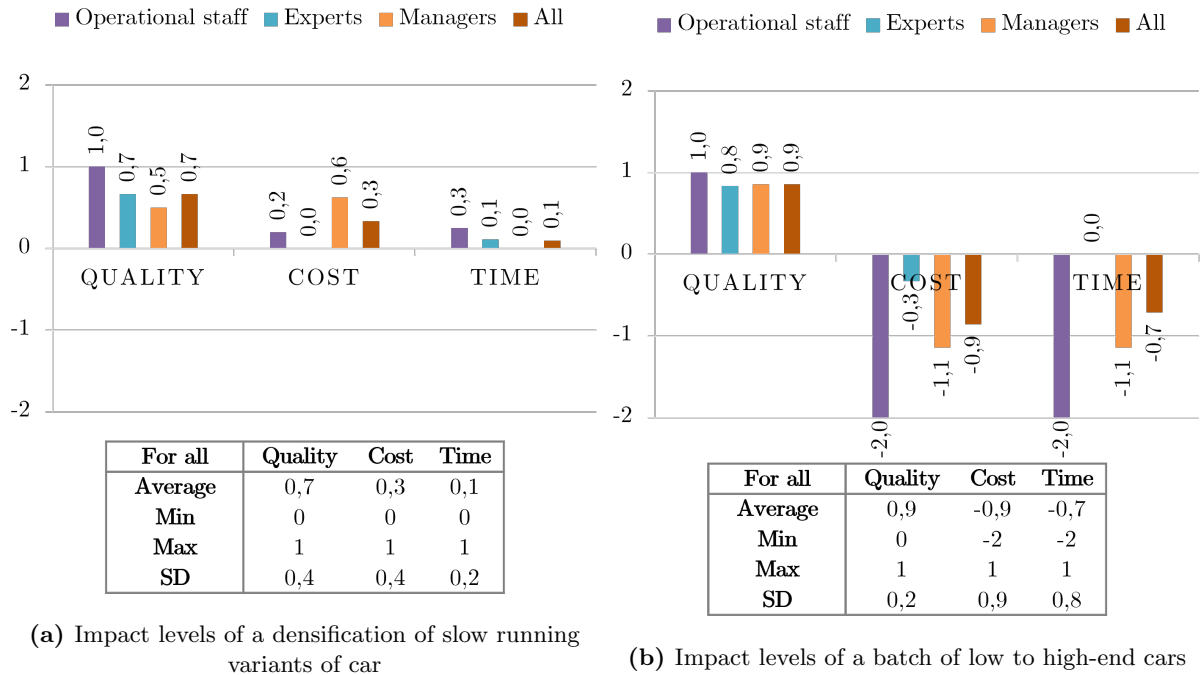 Operational staff Experts Managers All
2
1
0
-1
-2
1,0 0,7 0,5 0,7
0,2 0,0 0,6 0,3
0,3 0,1 0,0 0,1
QUALITY COST TIME
For all Quality Cost Time
Average 0,7 0,3 0,1
Min 0 0 0
Max 1 1 1
SD 0,4 0,4 0,2
(a) Impact levels of a densification of slow running
variants of car
Operational staff Experts Managers All
2
1
0
-1
-2
1,0 0,8 0,9 0,9
-2,0 -0,3 -1,1 -0,9
-2,0 0,0 -1,1 -0,7
QUALITY COST TIME
For all Quality Cost Time
Average 0,9 -0,9 -0,7
Min 0 -2 -2
Max 1 1 1
SD 0,2 0,9 0,8
(b) Impact levels of a batch of low to high-end cars